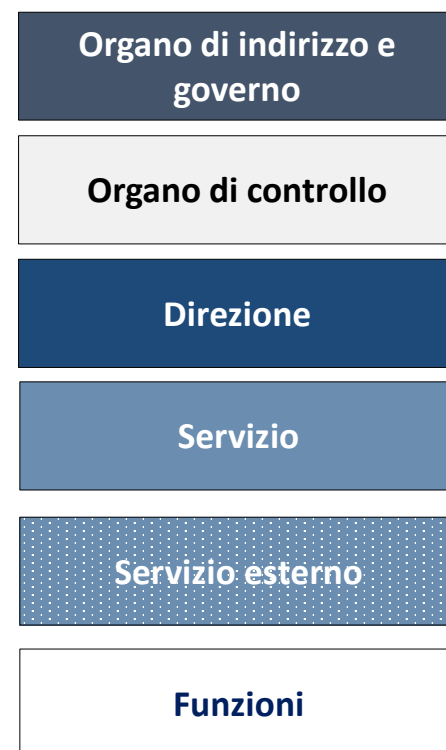 Organo di indirizzo e
governo
Organo di controllo
Direzione
Servizio
Servizio esterno
Funzioni